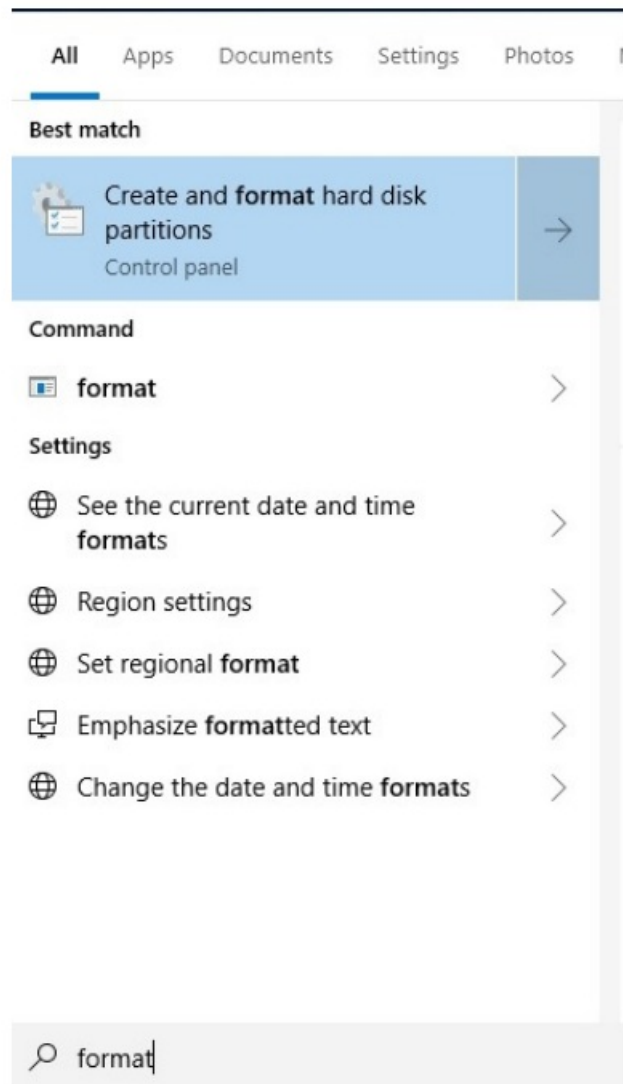 All Apps Documents Settings Photos
Best match
Create and format hard disk
partitions
Control panel
Command
format
Settings
See the current date and time
formats
Region settings
Set regional format
Emphasize formatted text
Change the date and time formats
format